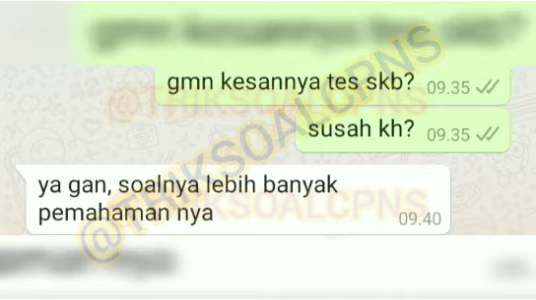 gmn kesannya tes skb? 09.35
susah kh? 09.35
ya gan, soalnya lebih banyak
pemahaman nya 09.40
@TRIKSOALCPNS
@TRIKSOALCPNS